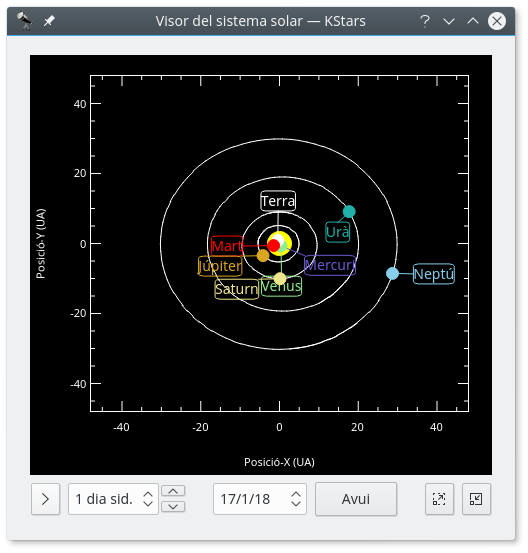 Visor del sistema solar — KStars
40
20
0
-20
-40
Posició-Y (UA)
Terra
Urà
Mart
Júpiter
Mercuri
Neptú
Saturn
Venus
-40 -20 0 20 40
Posició-X (UA)
1 dia sid.
17/1/18
Avui